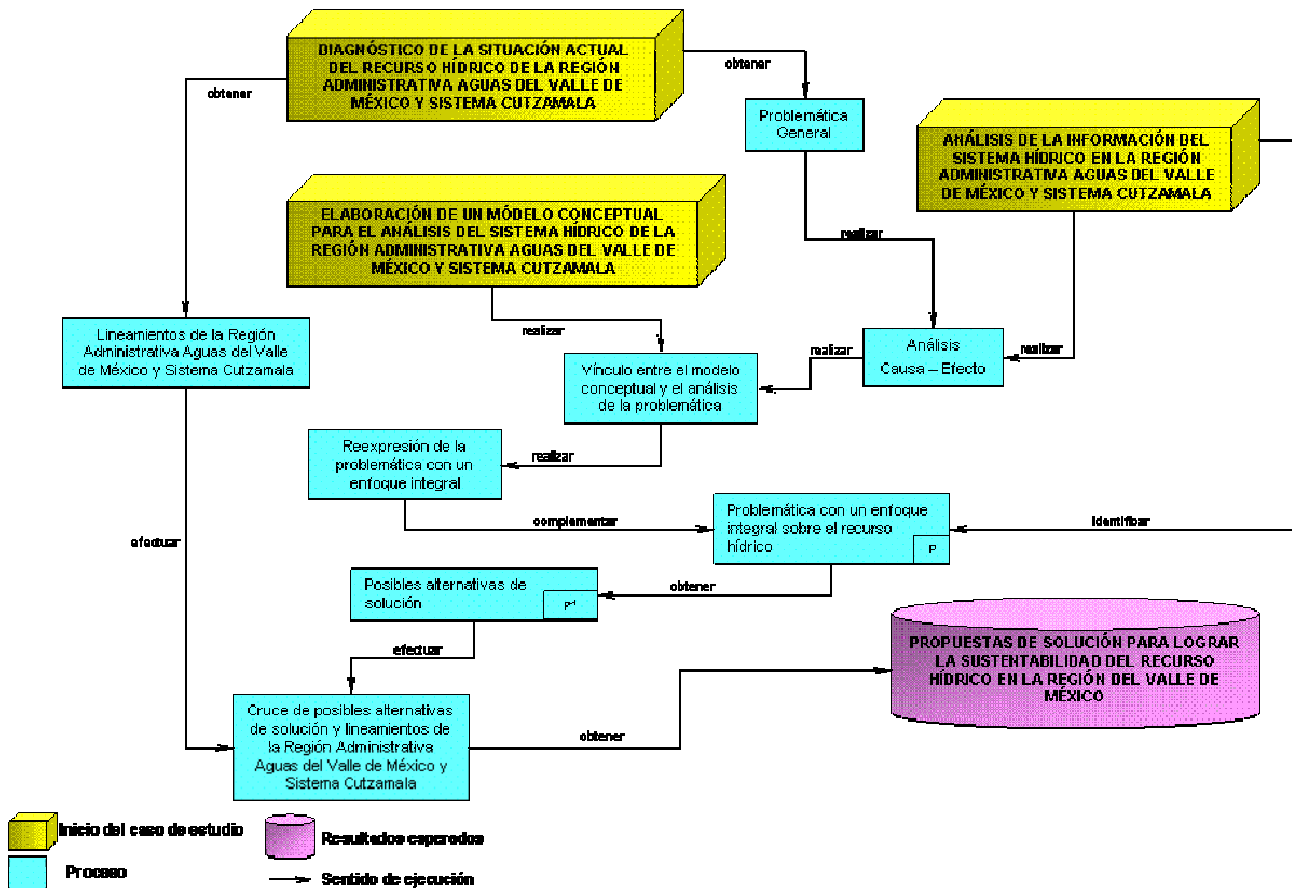 DIAGNÓSTICO DE LA SITUACIÓN ACTUAL
DEL RECURSO HÍDRICO DE LA REGIÓN
ADMINISTRATIVA AGUAS DEL VALLE DE
MÉXICO Y SISTEMA CUTZAMALA
obtener
obtener
Problemática
General
ANÁLISIS DE LA INFORMACIÓN DEL
SISTEMA HÍDRICO EN LA REGIÓN
ADMINISTRATIVA AGUAS DEL VALLE
DE MÉXICO Y SISTEMA CUTZAMALA
ELABORACIÓN DE UN MÓDELO CONCEPTUAL
PARA EL ANÁLISIS DEL SISTEMA HÍDRICO DE LA
REGIÓN ADMINISTRATIVA AGUAS DEL VALLE DE
MÉXICO Y SISTEMA CUTZAMALA
realizar
realizar
Lineamientos de la Región
Administrativa Aguas del Valle
de México y Sistema Cutzamala
realizar
realizar
Análisis
Causa – Efecto
Vínculo entre el modelo
conceptual y el análisis
de la problemática
Reexpresión de la
problemática con un
enfoque integral
realizar
complementar
Problemática con un enfoque
integral sobre el recurso
hídrico
P
identificar
efectuar
Posibles alternativas de
solución
P-1
obtener
efectuar
PROPUESTAS DE SOLUCIÓN PARA LOGRAR
LA SUSTENTABILIDAD DEL RECURSO
HÍDRICO EN LA REGIÓN DEL VALLE DE
MÉXICO
Cruce de posibles alternativas
de solución y lineamientos de
la Región Administrativa
Aguas del Valle de México y
Sistema Cutzamala
obtener
Inicio del caso de estudio
Resultados esperados
Proceso
Sentido de ejecución